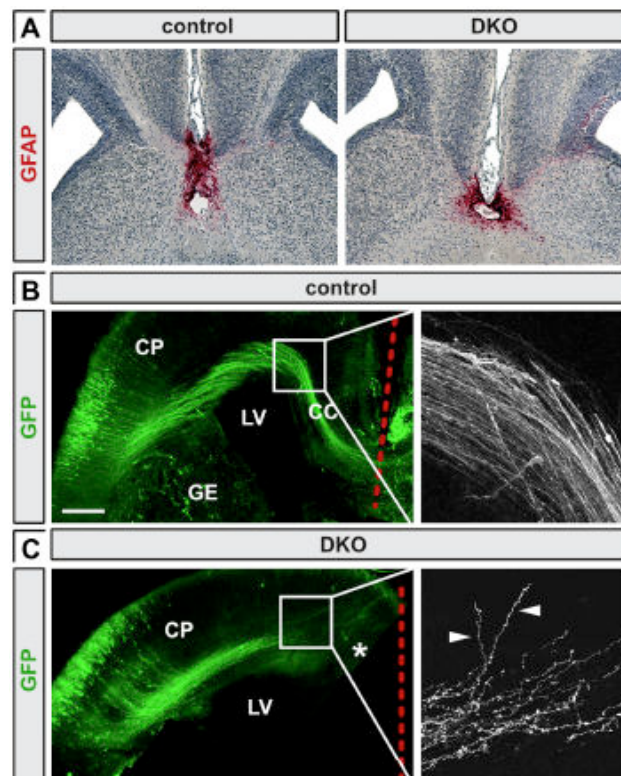 A
control
DKO
GFAP
B
control
GFP
CP
LV
CC
GE
C
DKO
GFP
CP
*
LV